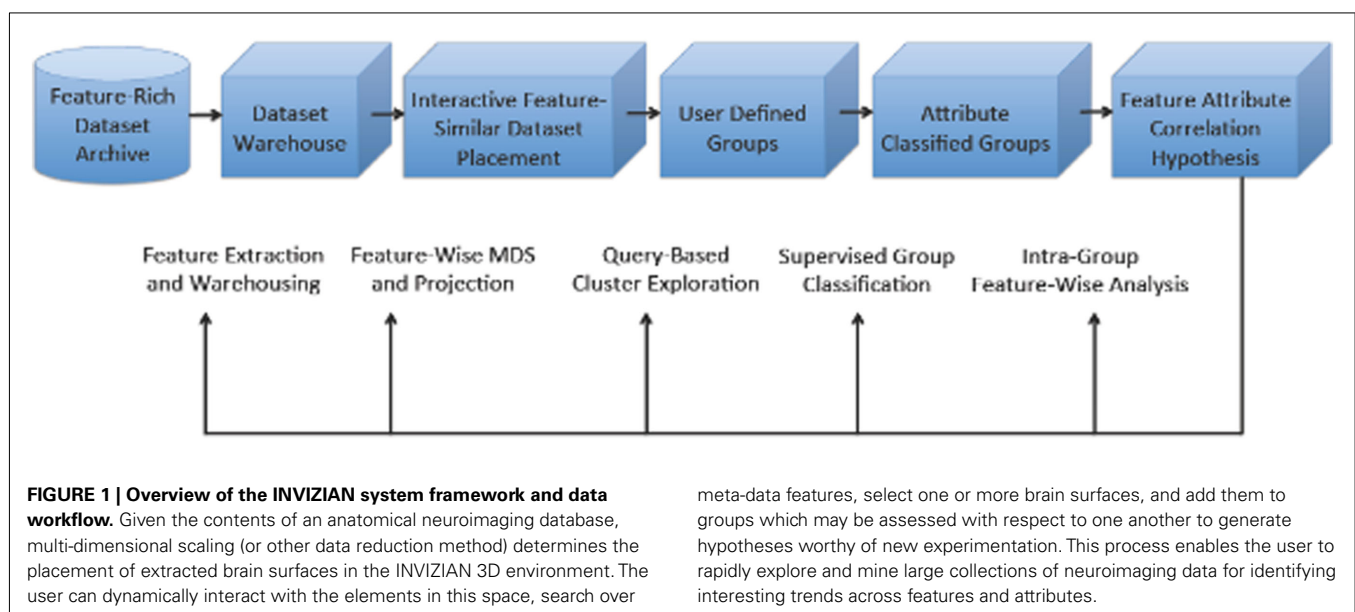 Feature-Rich
Dataset
Archive
Dataset
Warehouse
Interactive Feature-
Similar Dataset
Placement
User Defined
Groups
Attribute
Classified Groups
Feature Attribute
Correlation
Hypothesis
Feature Extraction
and Warehousing
Feature-Wise MDS
and Projection
Query-Based
Cluster Exploration
Supervised Group
Classification
Intra-Group
Feature-Wise Analysis
FIGURE 1 | Overview of the INVIZIAN system framework and data
workflow. Given the contents of an anatomical neuroimaging database,
multi-dimensional scaling (or other data reduction method) determines the
placement of extracted brain surfaces in the INVIZIAN 3D environment. The
user can dynamically interact with the elements in this space, search over
meta-data features, select one or more brain surfaces, and add them to
groups which may be assessed with respect to one another to generate
hypotheses worthy of new experimentation. This process enables the user to
rapidly explore and mine large collections of neuroimaging data for identifying
interesting trends across features and attributes.